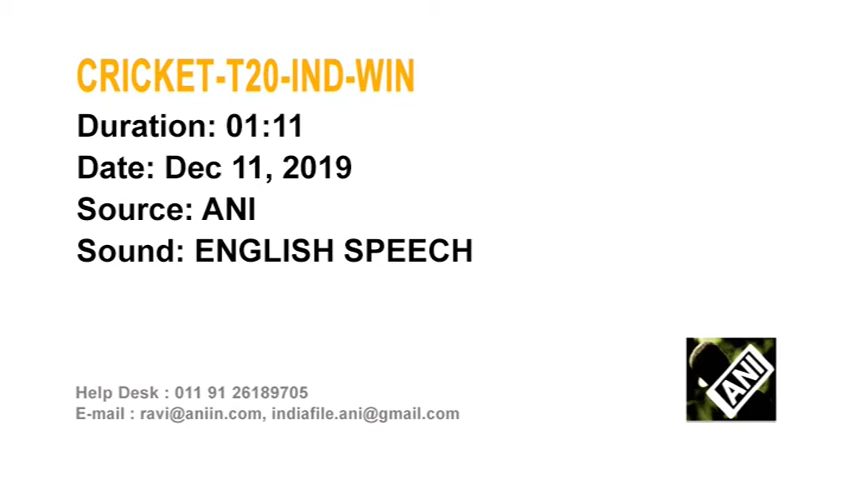 CRICKET-T20-IND-WIN
Duration: 01:11
Date: Dec 11, 2019
Source: ANI
Sound: ENGLISH SPEECH
Help Desk : 011 91 26189705
E-mail : ravi@aniin.com, indiafile.ani@gmail.com
ANI